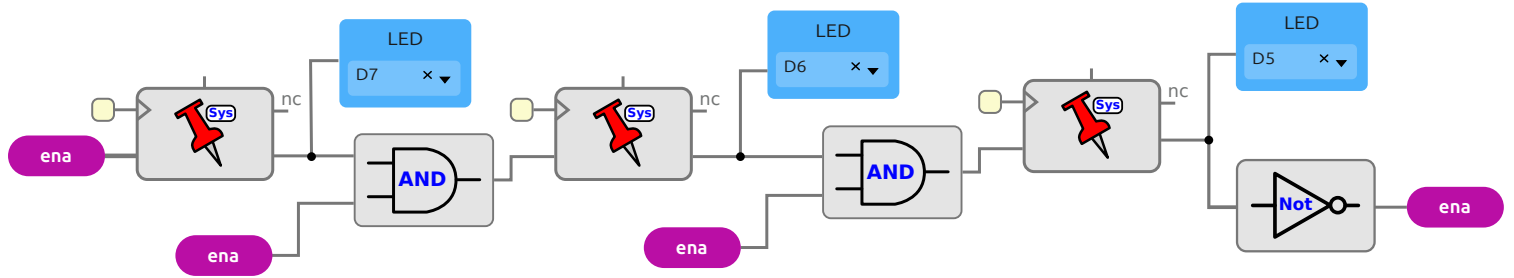 LED
D7 ×
Sys
nc
ena
AND
ena
LED
D6 ×
Sys
nc
AND
ena
LED
D5 ×
Sys
nc
Not
ena